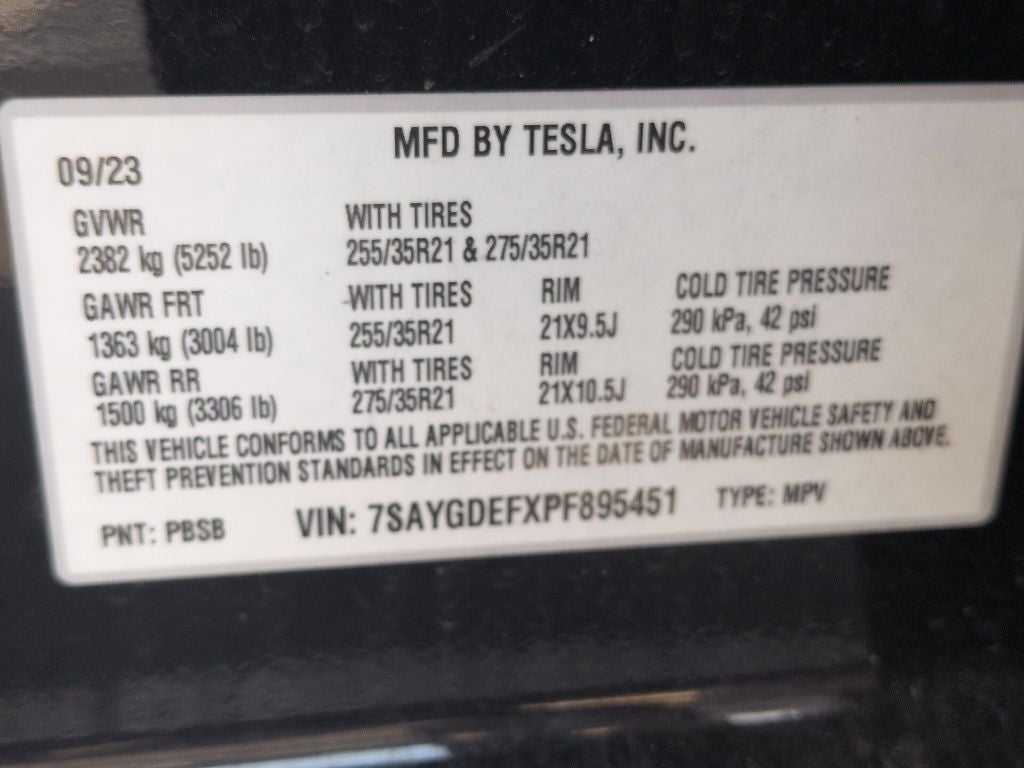 MFD BY TESLA, INC.
09/23
GVWR WITH TIRES
2382 kg (5252 lb) 255/35R21 & 275/35R21
GAWR FRT WITH TIRES RIM COLD TIRE PRESSURE
1363 kg (3004 lb) 255/35R21 21X9.5J 290 kPa, 42 psi
GAWR RR WITH TIRES RIM COLD TIRE PRESSURE
1500 kg (3306 lb) 275/35R21 21X10.5J 290 kPa, 42 psi
THIS VEHICLE CONFORMS TO ALL APPLICABLE U.S. FEDERAL MOTOR VEHICLE SAFETY AND
THEFT PREVENTION STANDARDS IN EFFECT ON THE DATE OF MANUFACTURE SHOWN ABOVE.
PNT: PBSB VIN: 7SAYGDEFXPF895451 TYPE: MPV